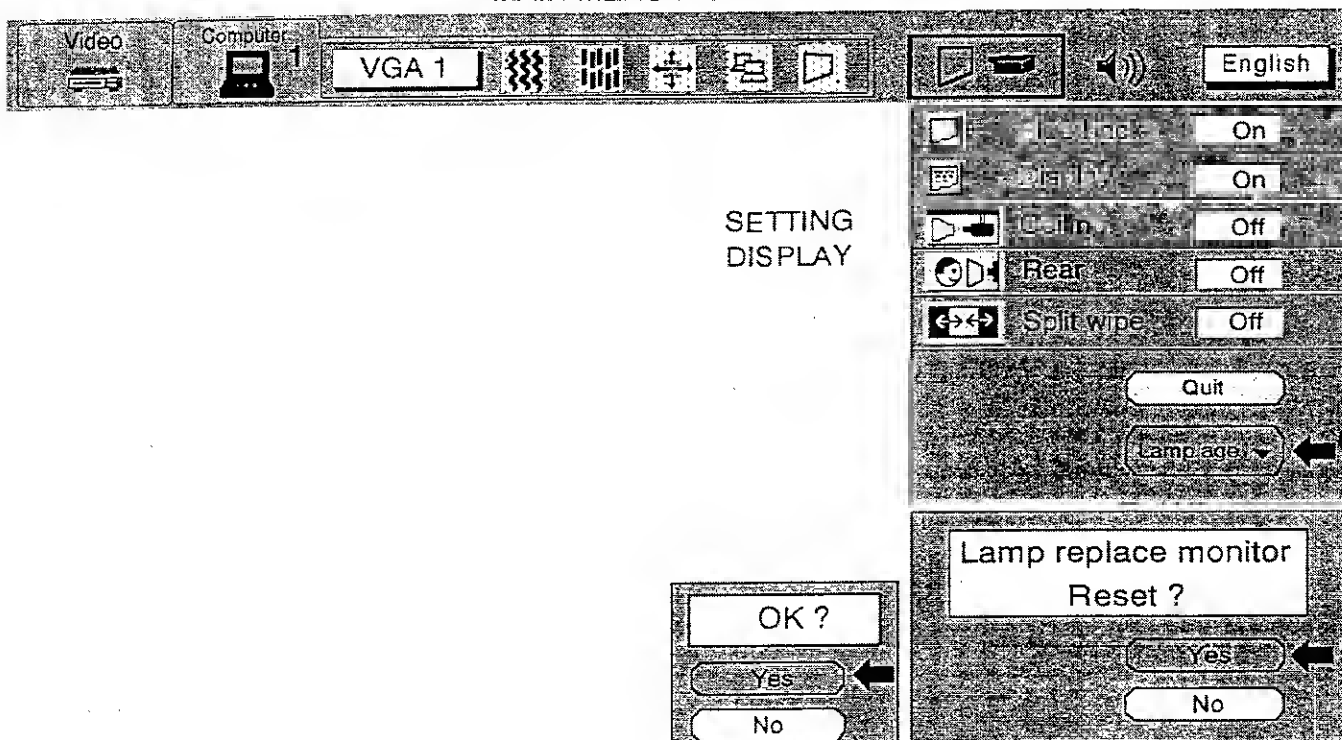 Video
Computer
1
VGA 1
English
On
On
SETTING
DISPLAY
Off
Rear
Off
Split wipe
Off
Quit
Lamp age
Lamp replace monitor
Reset ?
Yes
No
OK ?
Yes
No